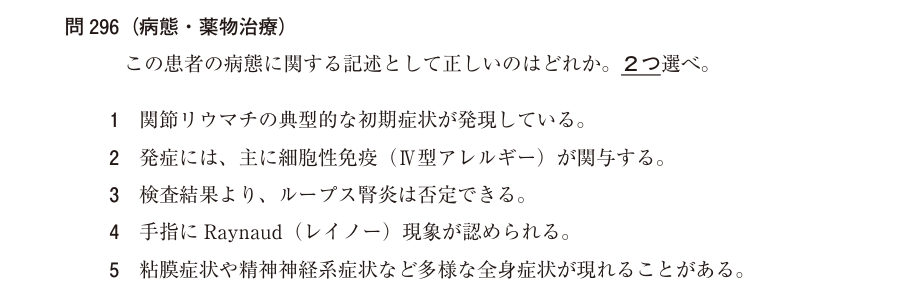 問 296（病態・薬物治療）
この患者の病態に関する記述として正しいのはどれか。２つ選べ。
1 関節リウマチの典型的な初期症状が発現している。
2 発症には、主に細胞性免疫（Ⅳ型アレルギー）が関与する。
3 検査結果より、ループス腎炎は否定できる。
4 手指に Raynaud（レイノー）現象が認められる。
5 粘膜症状や精神神経系症状など多様な全身症状が現れることがある。